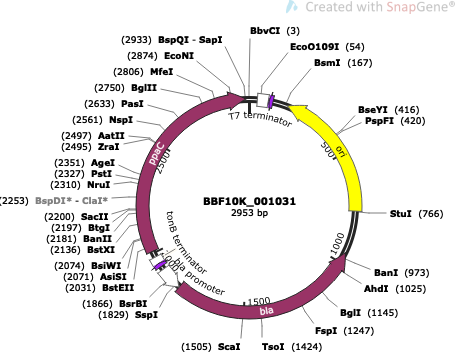 Created with SnapGene®
(2933) BspQI - SapI
BbvCI (3)
(2874) EcoNI
EcoO109I (54)
(2806) MfeI
BsmI (167)
(2750) BglII
(2633) PasI
T7 terminator
(2561) NspI
BseYI (416)
PspFI (420)
(2497) AatII
(2495) ZraI
ppaC
2500
ori
500
(2351) AgeI
(2327) PstI
(2310) NruI
(2253) BspDI* - ClaI*
BBF10K_001031
2953 bp
(2200) SacII
StuI (766)
(2197) BtgI
(2181) BanII
(2136) BstXI
tonB terminator
1000
(2074) BsiWI
(2071) AsiSI
(2031) BstEII
bla promoter
BanI (973)
AhdI (1025)
(1866) BsrBI
(1829) SspI
1500
bla
BglI (1145)
FspI (1247)
(1505) ScaI
TsoI (1424)